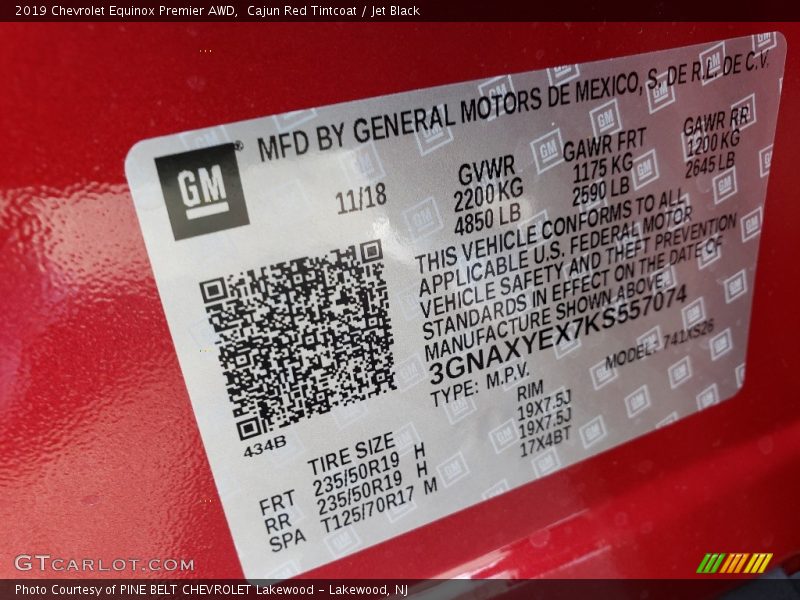 2019 Chevrolet Equinox Premier AWD,  Cajun Red Tintcoat / Jet Black
MFD BY GENERAL MOTORS DE MEXICO, S. DE R.L. DE C.V.
GM®
11/18
GVWR
2200 KG
4850 LB
GAWR FRT
1175 KG
2590 LB
GAWR RR
1200 KG
2645 LB
THIS VEHICLE CONFORMS TO ALL
APPLICABLE U.S. FEDERAL MOTOR
VEHICLE SAFETY AND THEFT PREVENTION
STANDARDS IN EFFECT ON THE DATE OF
MANUFACTURE SHOWN ABOVE.
3GNAXYEX7KS557074
TYPE: M.P.V.
MODEL: 741XS26
434B
TIRE SIZE
RIM
FRT 235/50R19 H 19X7.5J
RR 235/50R19 H 19X7.5J
SPA T125/70R17 M 17X4BT
GTCARLOT.COM
Photo Courtesy of PINE BELT CHEVROLET Lakewood - Lakewood, NJ